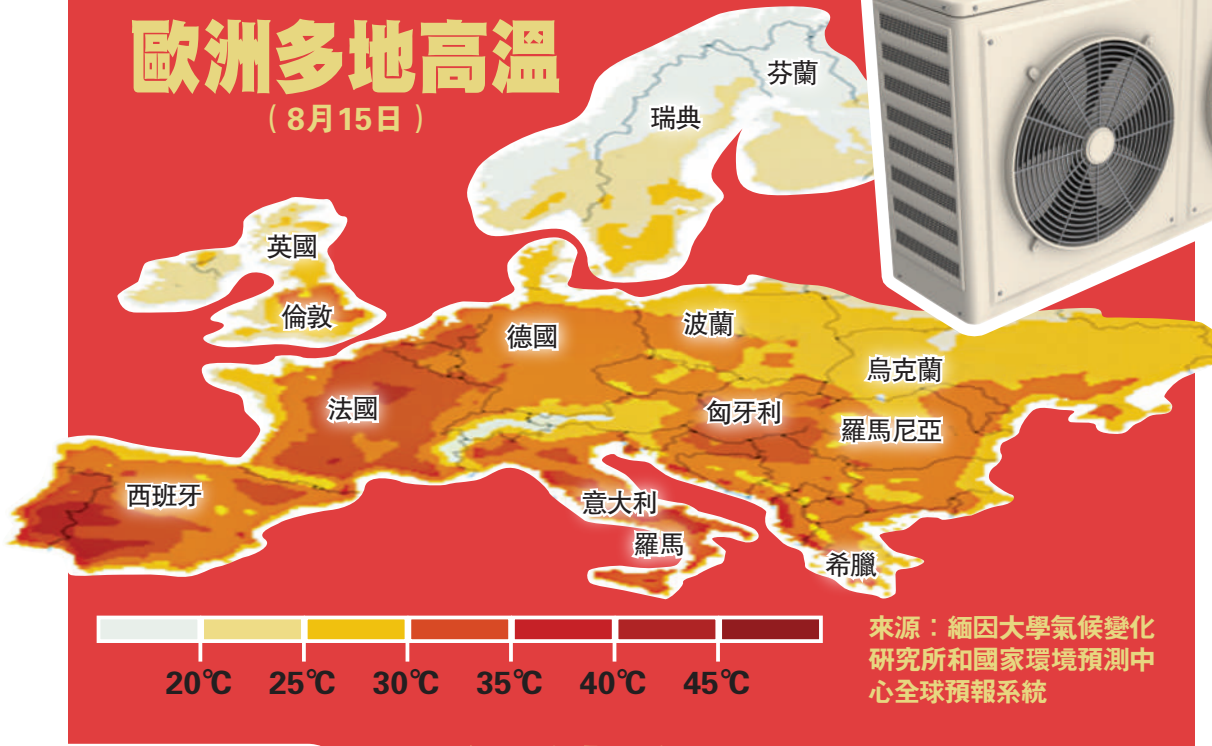 歐洲多地高溫
（8月15日）
芬蘭
瑞典
英國
倫敦
德國
波蘭
烏克蘭
法國
匈牙利
羅馬尼亞
西班牙
意大利
羅馬
希臘
20℃ 25℃ 30℃ 35℃ 40℃ 45℃
來源：緬因大學氣候變化
研究所和國家環境預測中
心全球預報系統